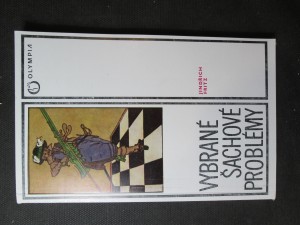 JINDŘICH
FRITZ
VYBRANÉ
ŠACHOVÉ
PROBLÉMY
OLYMPIA